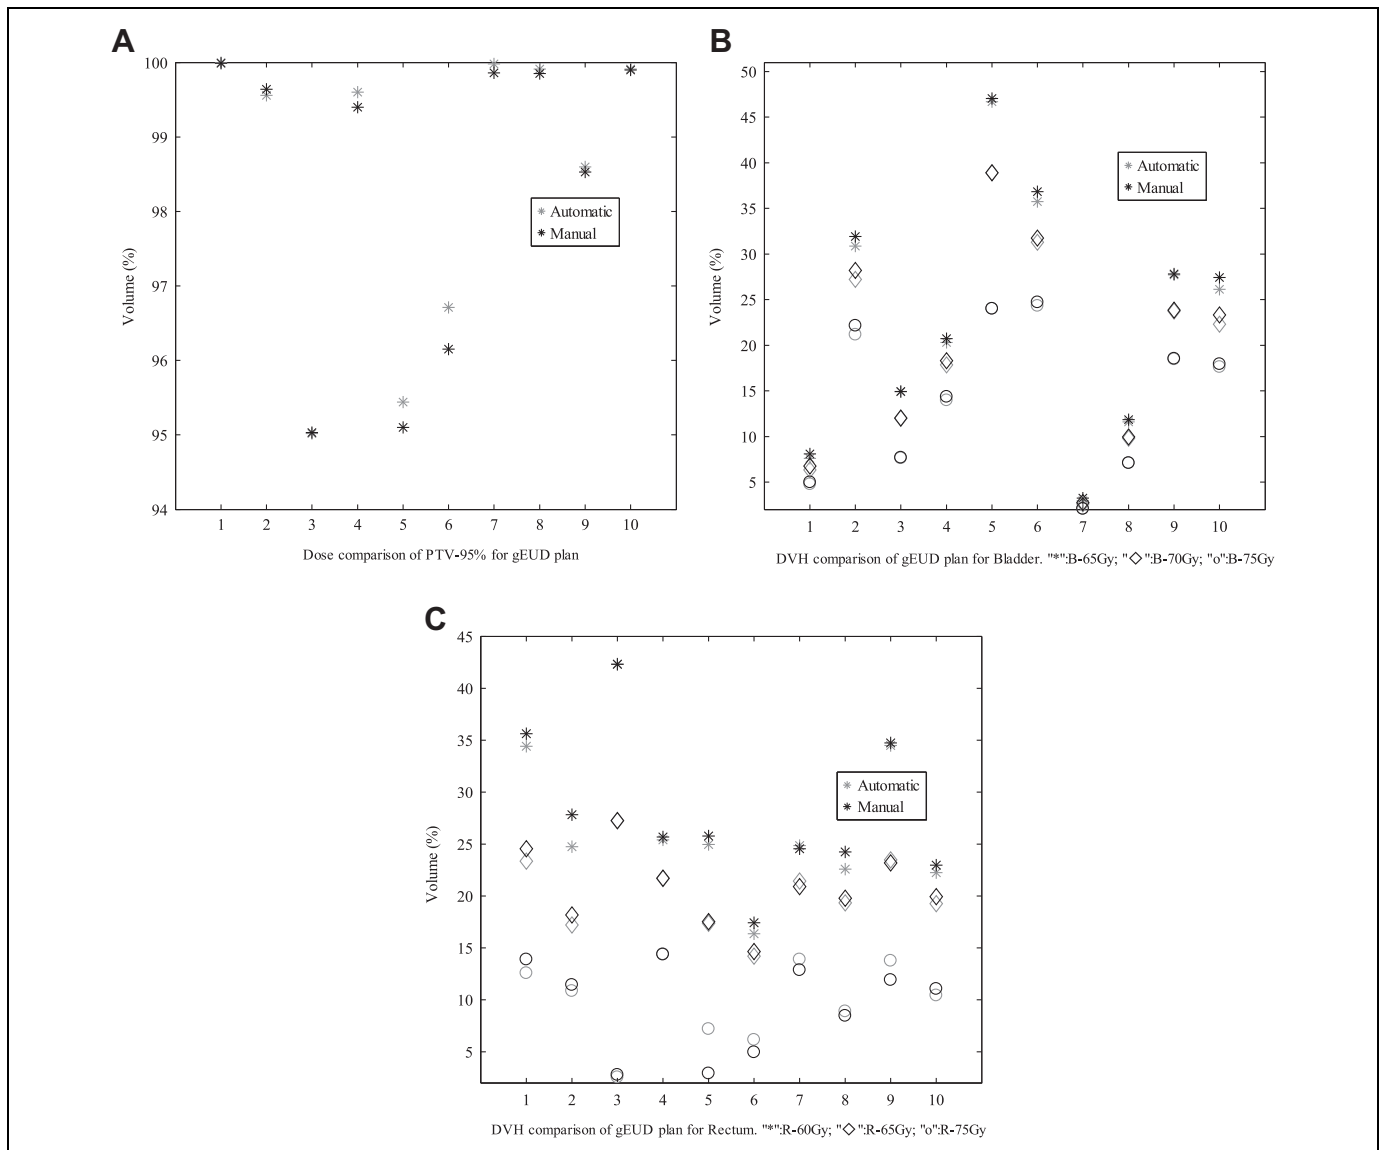 A
100
99
98
97
96
95
94
Volume (%)
* Automatic
* Manual
1 2 3 4 5 6 7 8 9 10
Dose comparison of PTV-95% for gEUD plan
B
50
45
40
35
30
25
20
15
10
5
Volume (%)
* Automatic
* Manual
1 2 3 4 5 6 7 8 9 10
DVH comparison of gEUD plan for Bladder. "*":B-65Gy; "◇":B-70Gy; "o":B-75Gy
C
45
40
35
30
25
20
15
10
5
Volume (%)
* Automatic
* Manual
1 2 3 4 5 6 7 8 9 10
DVH comparison of gEUD plan for Rectum. "*":R-60Gy; "◇":R-65Gy; "o":R-75Gy